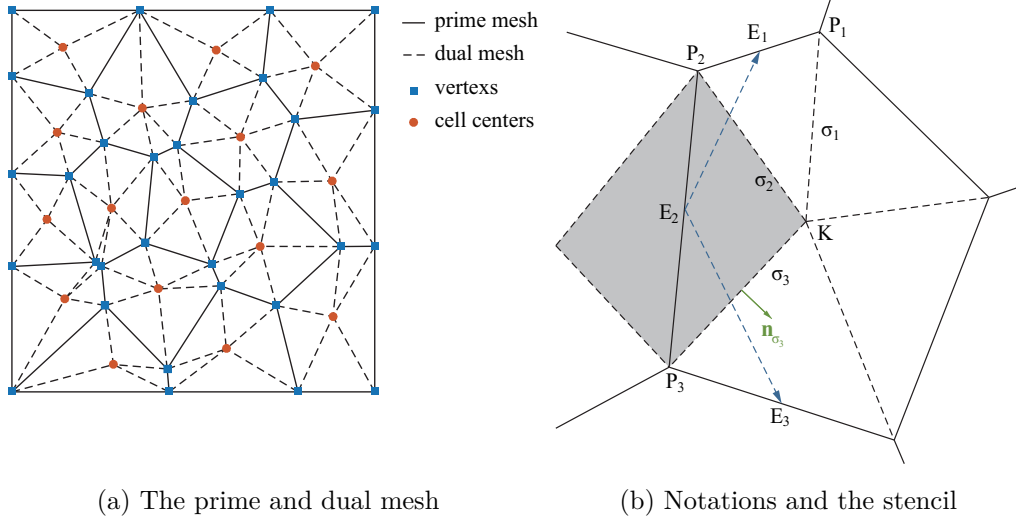 prime mesh
dual mesh
vertexs
cell centers
P₁
E₁
P₂
σ₁
σ₂
E₂
K
σ₃
n_σ₃
P₃
E₃
(a) The prime and dual mesh
(b) Notations and the stencil